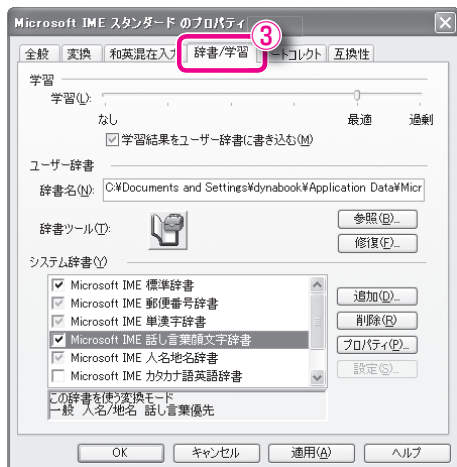 Microsoft IME スタンダード のプロパティ
③
全般 変換 和英混在入力 辞書/学習 ートコレクト 互換性
学習
学習(L):
なし 最適 過剰
学習結果をユーザー辞書に書き込む(M)
ユーザー辞書
辞書名(N): C:¥Documents and Settings¥dynabook¥Application Data¥Micr
参照(B)...
辞書ツール(T):
修復(F)...
システム辞書(Y)
Microsoft IME 標準辞書
追加(D)...
Microsoft IME 郵便番号辞書
Microsoft IME 単漢字辞書
削除(R)
Microsoft IME 話し言葉顔文字辞書
プロパティ(P)...
Microsoft IME 人名地名辞書
設定(S)...
Microsoft IME カタカナ語英語辞書
この辞書を使う変換モード
一般 人名/地名 話し言葉優先
OK キャンセル 適用(A) ヘルプ